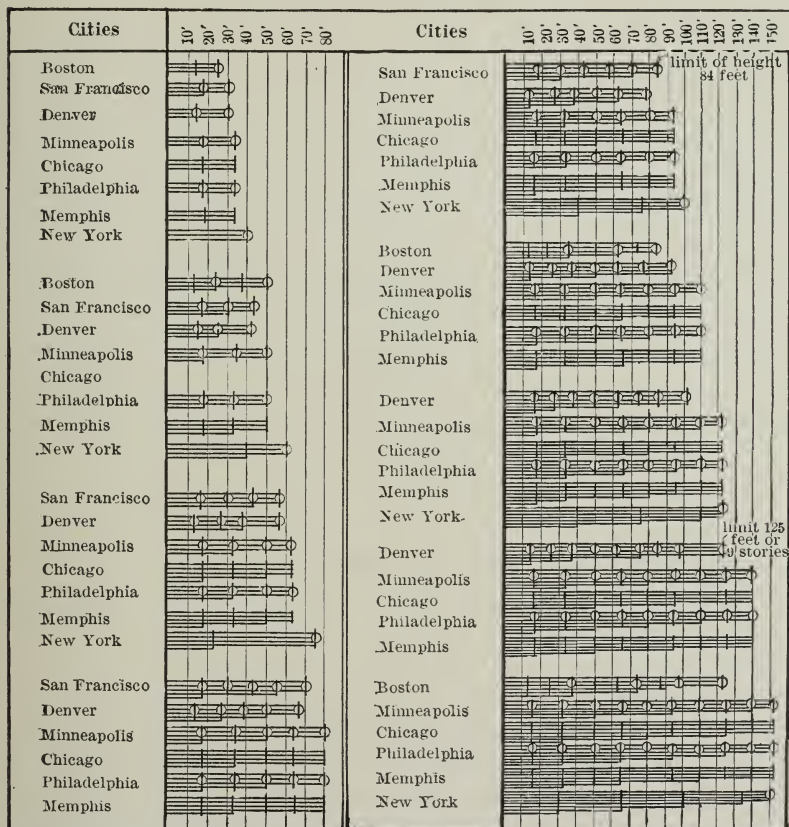 Cities
10' 20' 30' 40' 50' 60' 70' 80'
Boston
San Francisco
Denver
Minneapolis
Chicago
Philadelphia
Memphis
New York
Boston
San Francisco
Denver
Minneapolis
Chicago
Philadelphia
Memphis
New York
San Francisco
Denver
Minneapolis
Chicago
Philadelphia
Memphis
New York
San Francisco
Denver
Minneapolis
Chicago
Philadelphia
Memphis
Cities
10' 20' 30' 40' 50' 60' 70' 80' 90' 100' 110' 120' 130' 140' 150'
limit of height
San Francisco
84 feet
Denver
Minneapolis
Chicago
Philadelphia
Memphis
New York
Boston
Denver
Minneapolis
Chicago
Philadelphia
Memphis
Denver
Minneapolis
Chicago
Philadelphia
Memphis
New York
limit 125
feet or
Denver
9 stories
Minneapolis
Chicago
Philadelphia
Memphis
Boston
Minneapolis
Chicago
Philadelphia
Memphis
New York